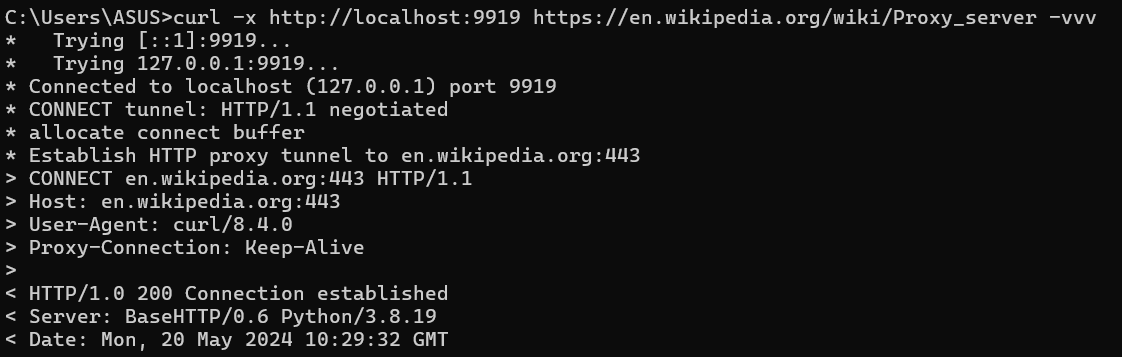 C:\Users\ASUS>curl -x http://localhost:9919 https://en.wikipedia.org/wiki/Proxy_server -vvv
*   Trying [::1]:9919...
*   Trying 127.0.0.1:9919...
* Connected to localhost (127.0.0.1) port 9919
* CONNECT tunnel: HTTP/1.1 negotiated
* allocate connect buffer
* Establish HTTP proxy tunnel to en.wikipedia.org:443
> CONNECT en.wikipedia.org:443 HTTP/1.1
> Host: en.wikipedia.org:443
> User-Agent: curl/8.4.0
> Proxy-Connection: Keep-Alive
>
< HTTP/1.0 200 Connection established
< Server: BaseHTTP/0.6 Python/3.8.19
< Date: Mon, 20 May 2024 10:29:32 GMT